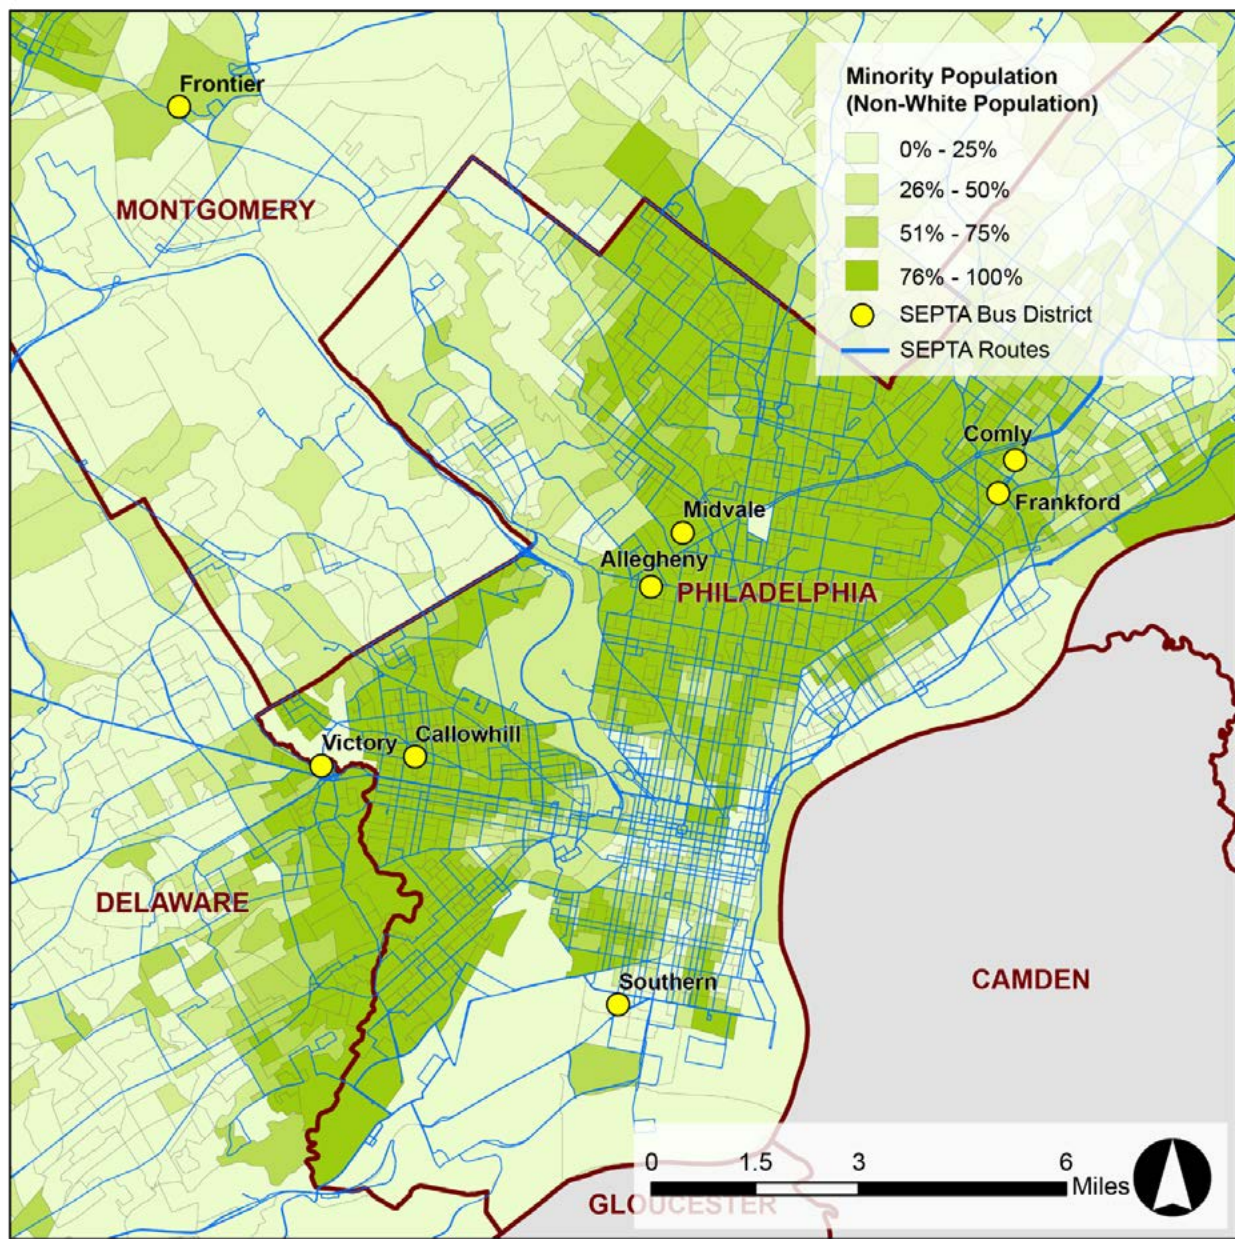 Frontier
Minority Population
(Non-White Population)
0% - 25%
26% - 50%
51% - 75%
76% - 100%
SEPTA Bus District
SEPTA Routes
MONTGOMERY
Comly
Frankford
Midvale
Allegheny
PHILADELPHIA
Victory
Callowhill
DELAWARE
Southern
CAMDEN
0 1.5 3 6
Miles
GLOUCESTER